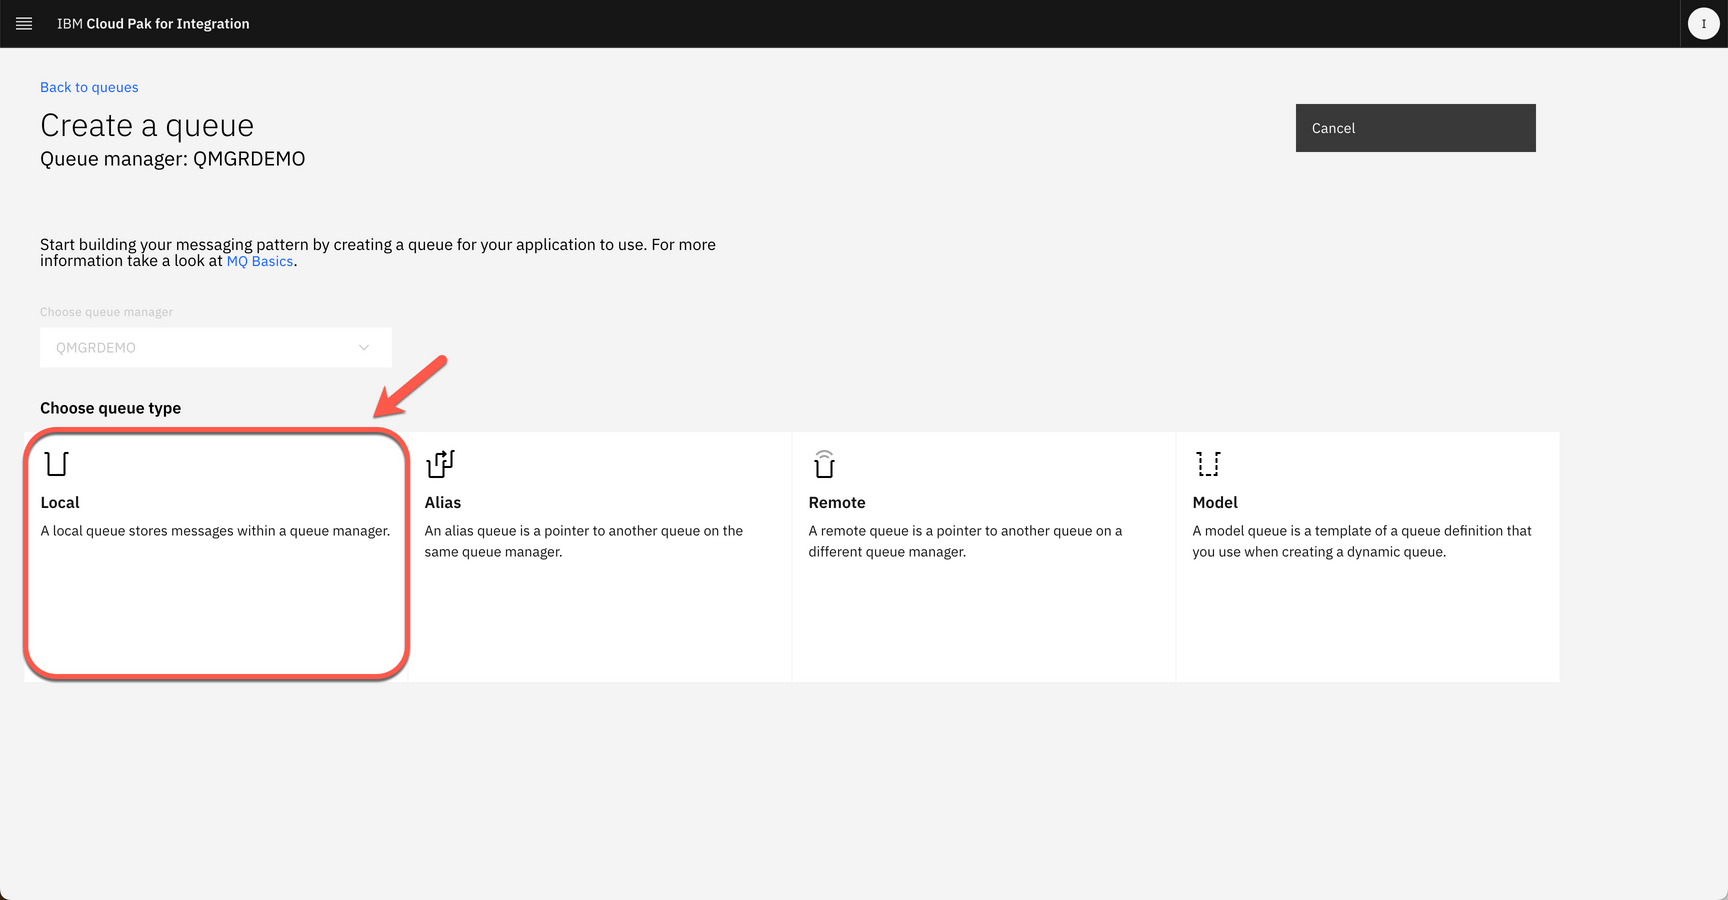 IBM Cloud Pak for Integration
I
Back to queues
Create a queue
Queue manager: QMGRDEMO
Cancel
Start building your messaging pattern by creating a queue for your application to use. For more
information take a look at MQ Basics.
Choose queue manager
QMGRDEMO
Choose queue type
Local
A local queue stores messages within a queue manager.
Alias
An alias queue is a pointer to another queue on the
same queue manager.
Remote
A remote queue is a pointer to another queue on a
different queue manager.
Model
A model queue is a template of a queue definition that
you use when creating a dynamic queue.